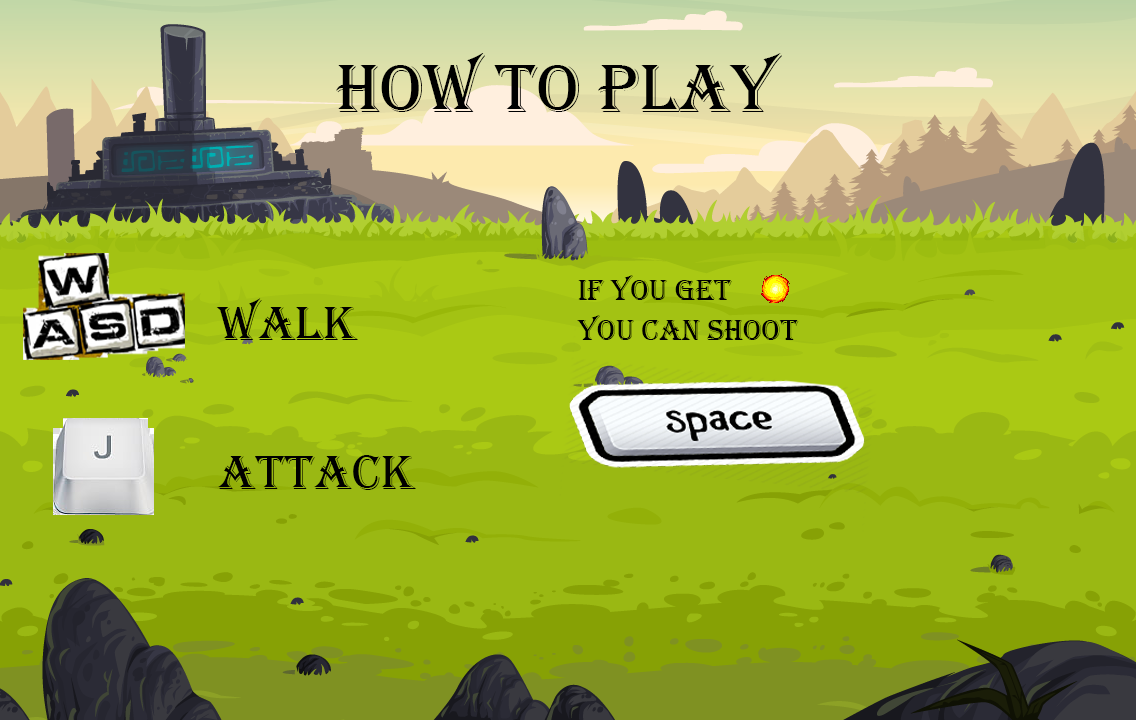 HOW TO PLAY
W
ASD
WALK
J
ATTACK
IF YOU GET
YOU CAN SHOOT
Space